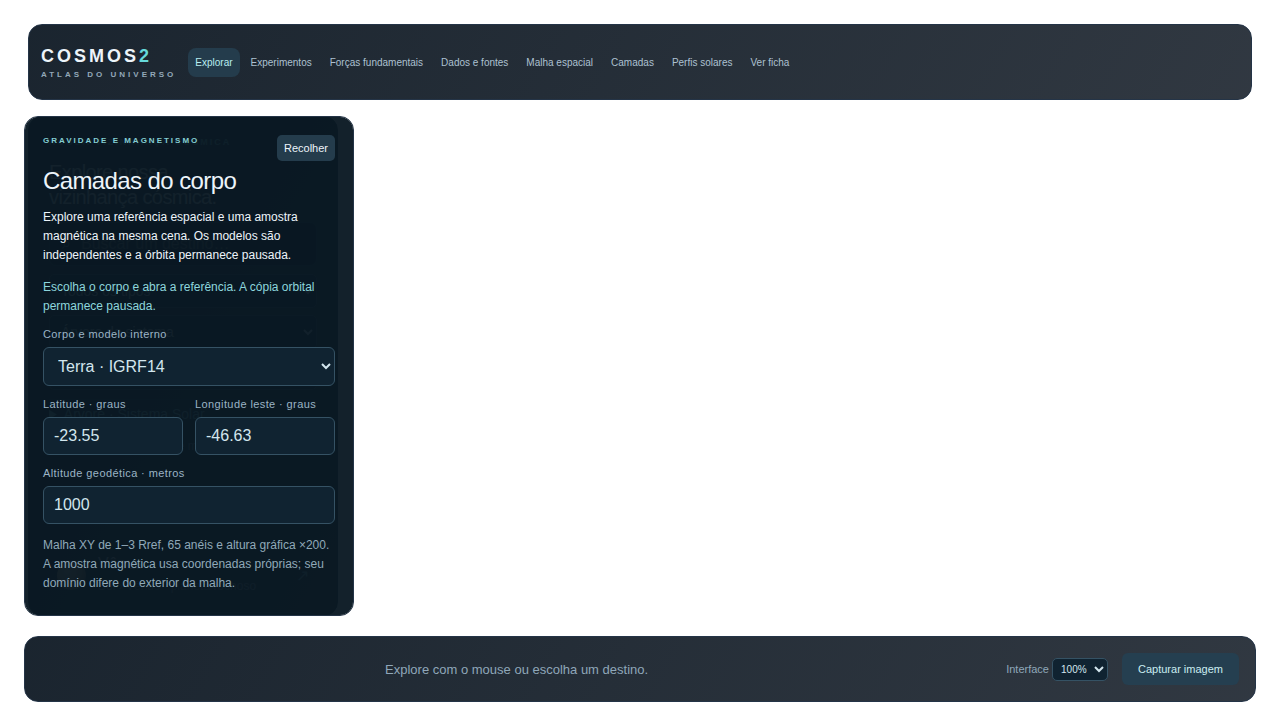 COSMOS2
ATLAS DO UNIVERSO
Explorar
Experimentos
Forças fundamentais
Dados e fontes
Malha espacial
Camadas
Perfis solares
Ver ficha
GRAVIDADE E MAGNETISMO
Recolher
Camadas do corpo
vizinhança cósmica.
Explore uma referência espacial e uma amostra
magnética na mesma cena. Os modelos são
independentes e a órbita permanece pausada.
Escolha o corpo e abra a referência. A cópia orbital
permanece pausada.
Corpo e modelo interno
Terra · IGRF14
Latitude · graus
Longitude leste · graus
-23.55
-46.63
Altitude geodética · metros
1000
Malha XY de 1–3 Rref, 65 anéis e altura gráfica ×200.
A amostra magnética usa coordenadas próprias; seu
domínio difere do exterior da malha.
Explore com o mouse ou escolha um destino.
Interface
100%
Capturar imagem